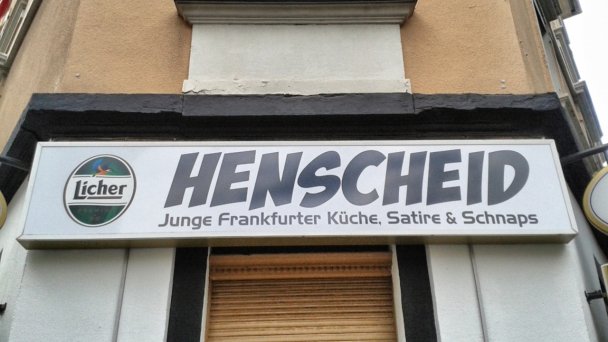 Licher
HENSCHEID
Junge Frankfurter Küche, Satire & Schnaps